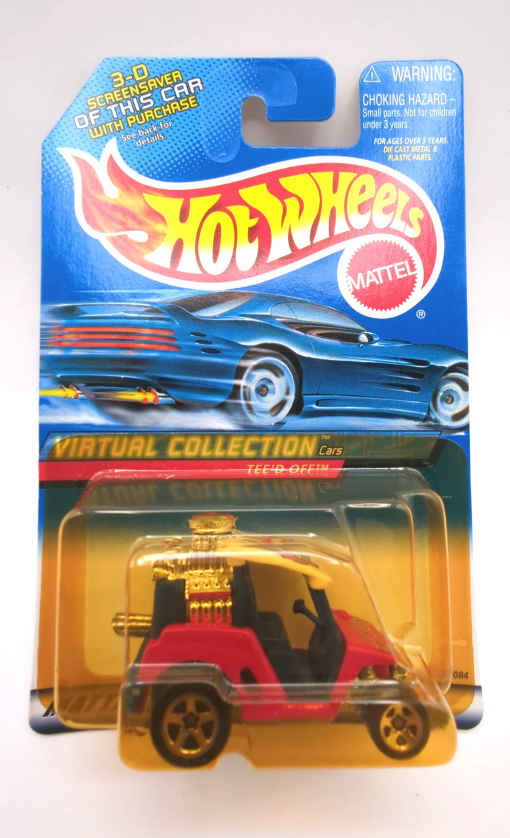 3-D
SCREENSAVER
OF THIS CAR
WITH PURCHASE
See back for
details
⚠ WARNING:
CHOKING HAZARD –
Small parts. Not for children
under 3 years.
FOR AGES OVER 3 YEARS.
DIE CAST METAL &
PLASTIC PARTS.
HOT WHEELS
MATTEL
®
VIRTUAL COLLECTION™
Cars
TEE'D OFF™